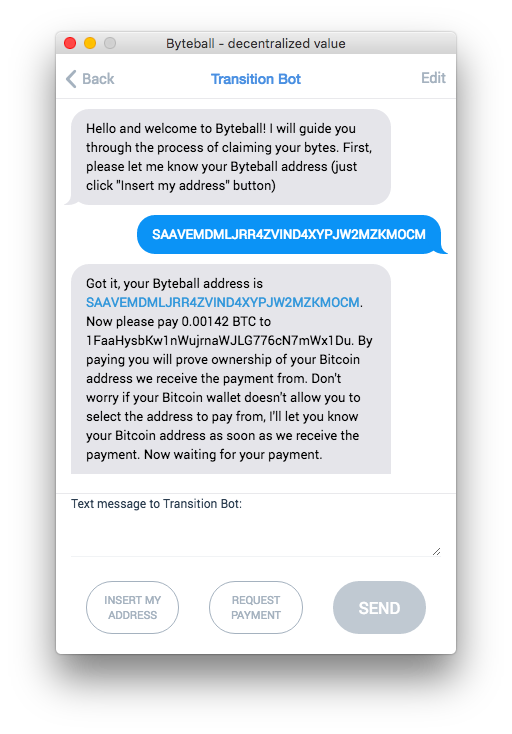 Byteball - decentralized value
Back
Transition Bot
Edit
Hello and welcome to Byteball! I will guide you
through the process of claiming your bytes. First,
please let me know your Byteball address (just
click "Insert my address" button)
SAAVEMDMLJRR4ZVIND4XYPJW2MZKMOCM
Got it, your Byteball address is
SAAVEMDMLJRR4ZVIND4XYPJW2MZKMOCM.
Now please pay 0.00142 BTC to
1FaaHysbKw1nWujrnaWJLG776cN7mWx1Du. By
paying you will prove ownership of your Bitcoin
address we receive the payment from. Don't
worry if your Bitcoin wallet doesn't allow you to
select the address to pay from, I'll let you know
your Bitcoin address as soon as we receive the
payment. Now waiting for your payment.
Text message to Transition Bot:
INSERT MY
ADDRESS
REQUEST
PAYMENT
SEND